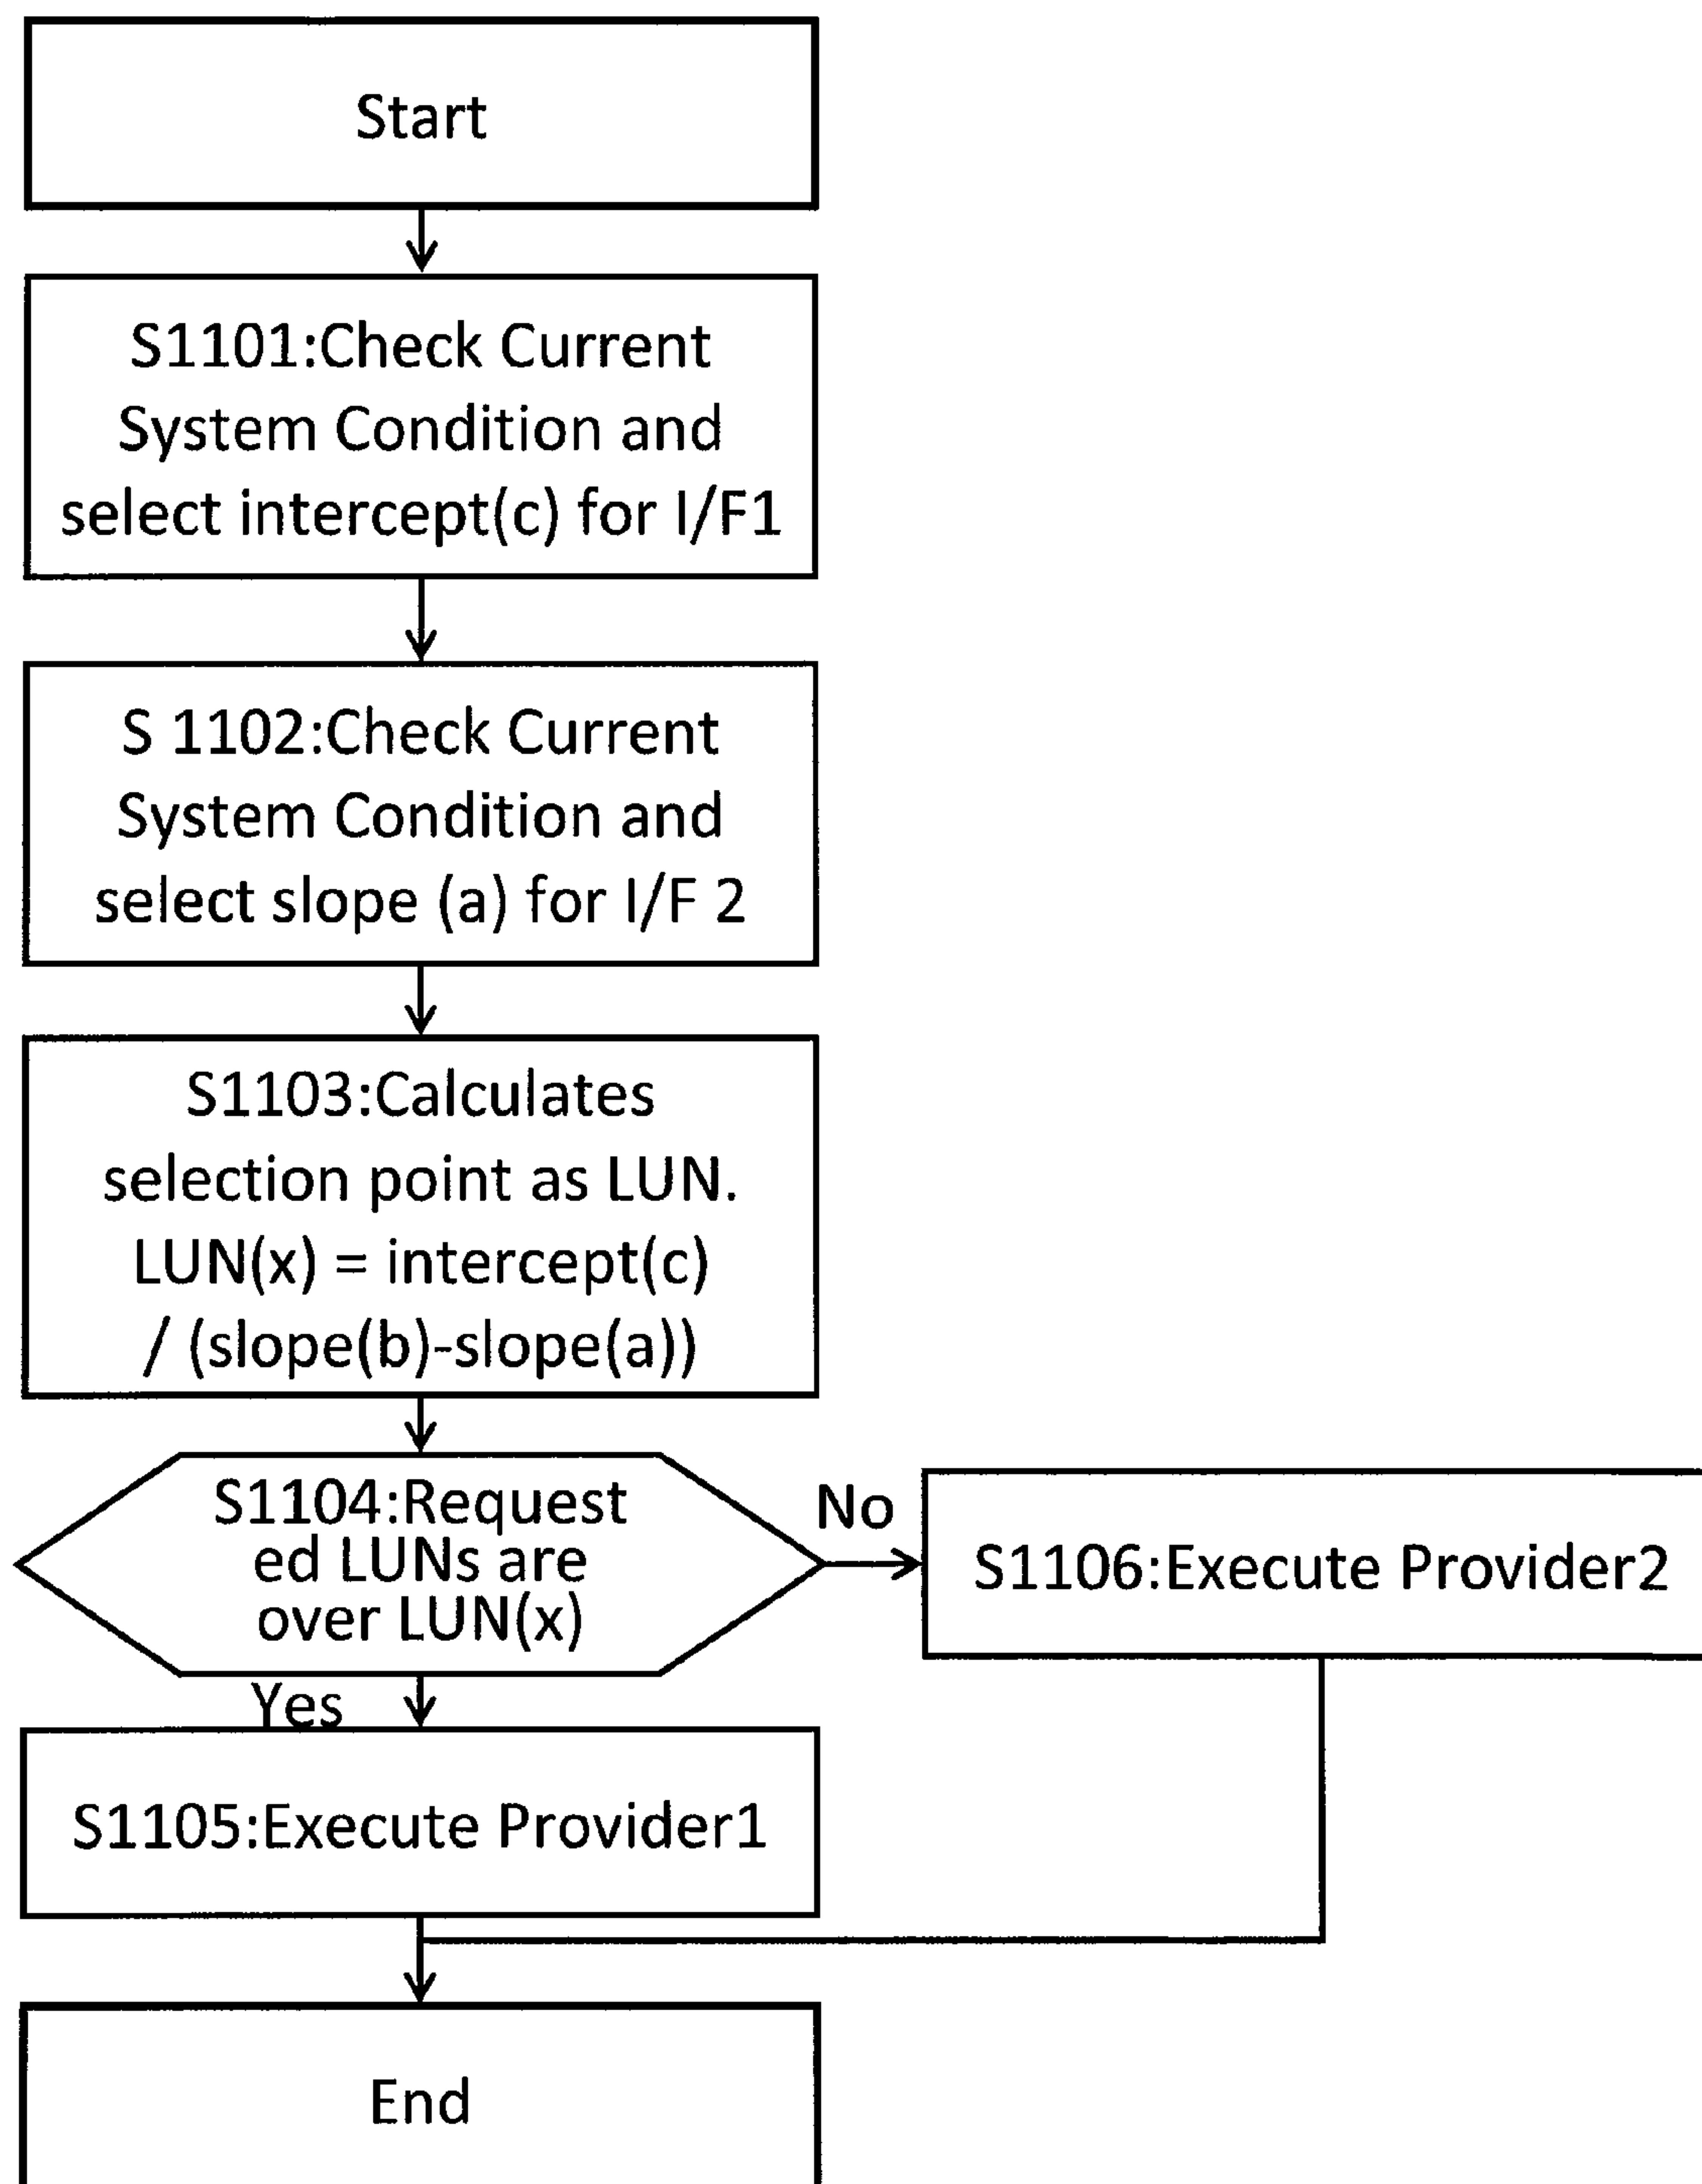 Start
S1101:Check Current
System Condition and
select intercept(c) for I/F1
S 1102:Check Current
System Condition and
select slope (a) for I/F 2
S1103:Calculates
selection point as LUN.
LUN(x) = intercept(c)
/ (slope(b)-slope(a))
S1104:Request
ed LUNs are
over LUN(x)
No
S1106:Execute Provider2
Yes
S1105:Execute Provider1
End